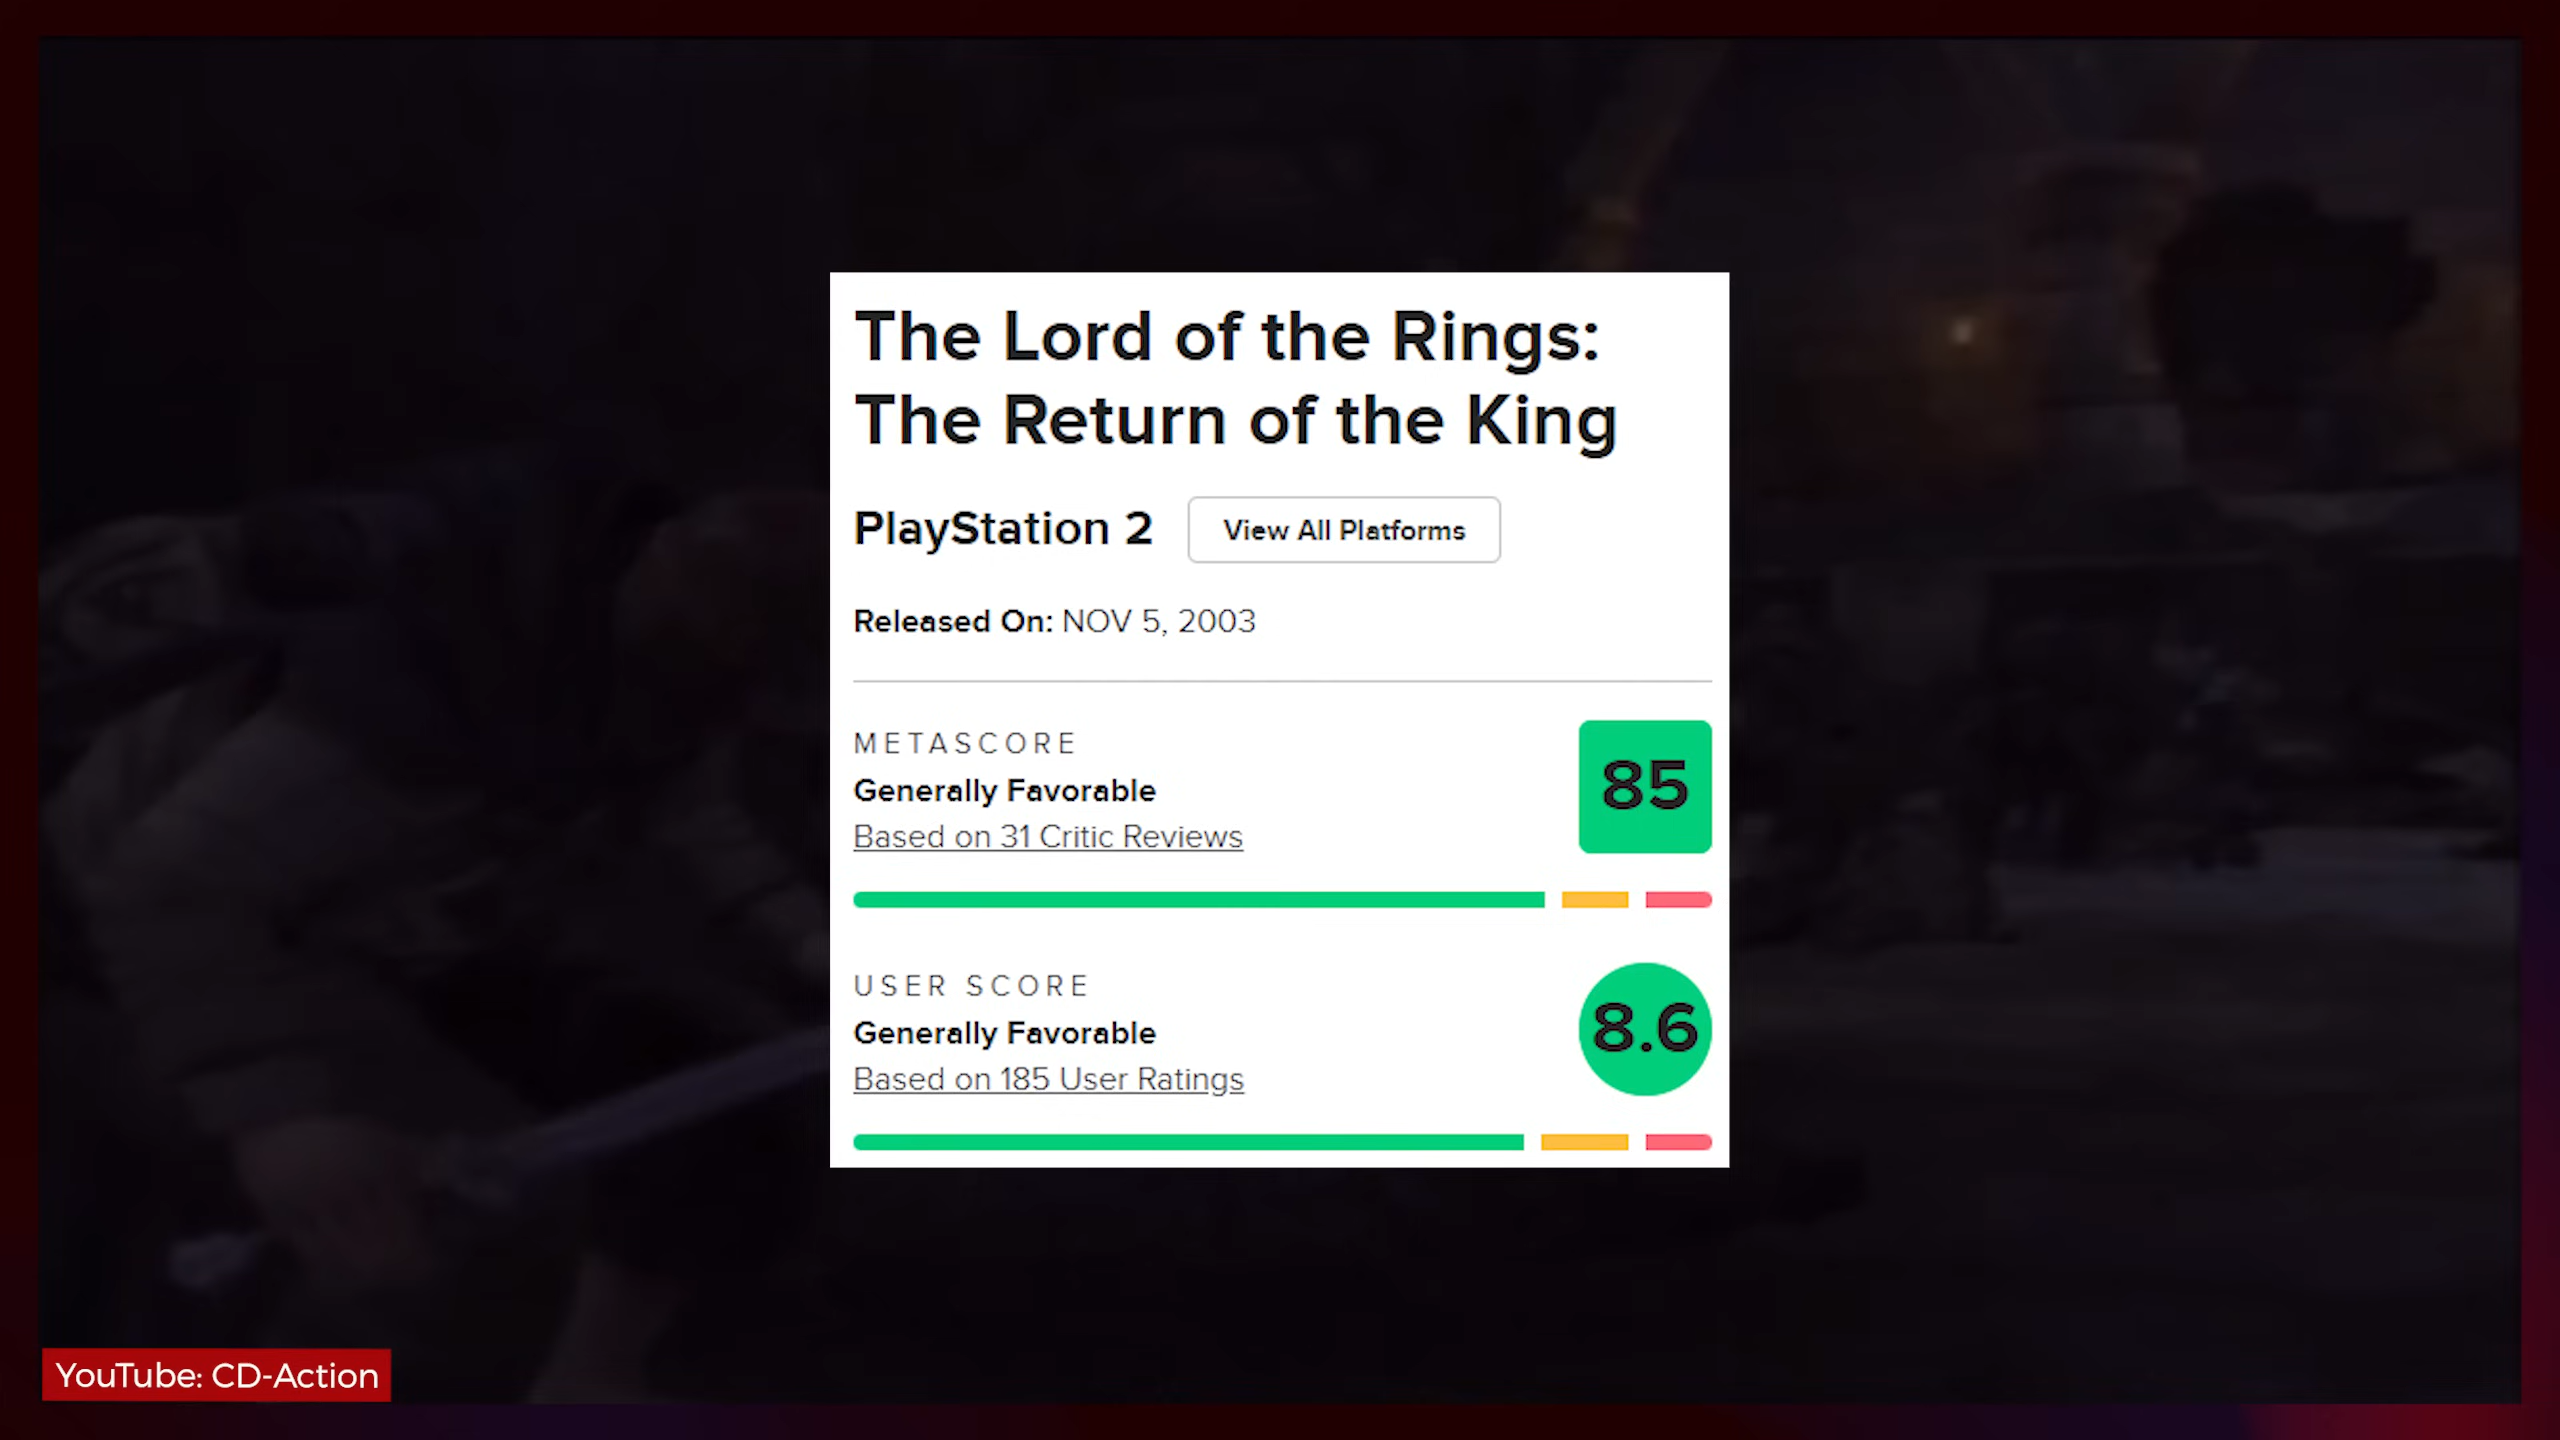 The Lord of the Rings:
The Return of the King
PlayStation 2 View All Platforms
Released On: NOV 5, 2003
METASCORE
Generally Favorable
Based on 31 Critic Reviews
85
USER SCORE
Generally Favorable
Based on 185 User Ratings
8.6
YouTube: CD-Action